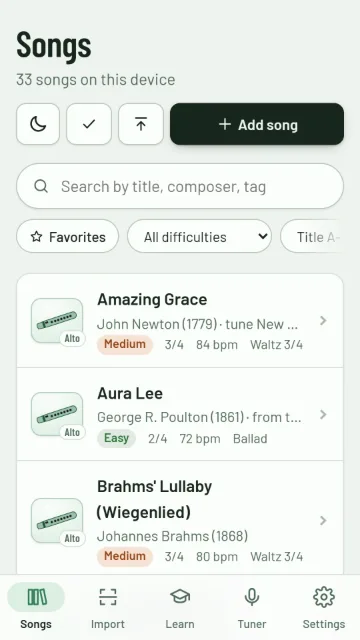 Songs
33 songs on this device
Add song
Search by title, composer, tag
Favorites
All difficulties
Title A-
Amazing Grace
John Newton (1779) · tune New ...
Alto
Medium 3/4 84 bpm Waltz 3/4
Aura Lee
George R. Poulton (1861) · from t...
Alto
Easy 2/4 72 bpm Ballad
Brahms' Lullaby
(Wiegenlied)
Johannes Brahms (1868)
Alto
Medium 3/4 80 bpm Waltz 3/4
Songs
Import
Learn
Tuner
Settings